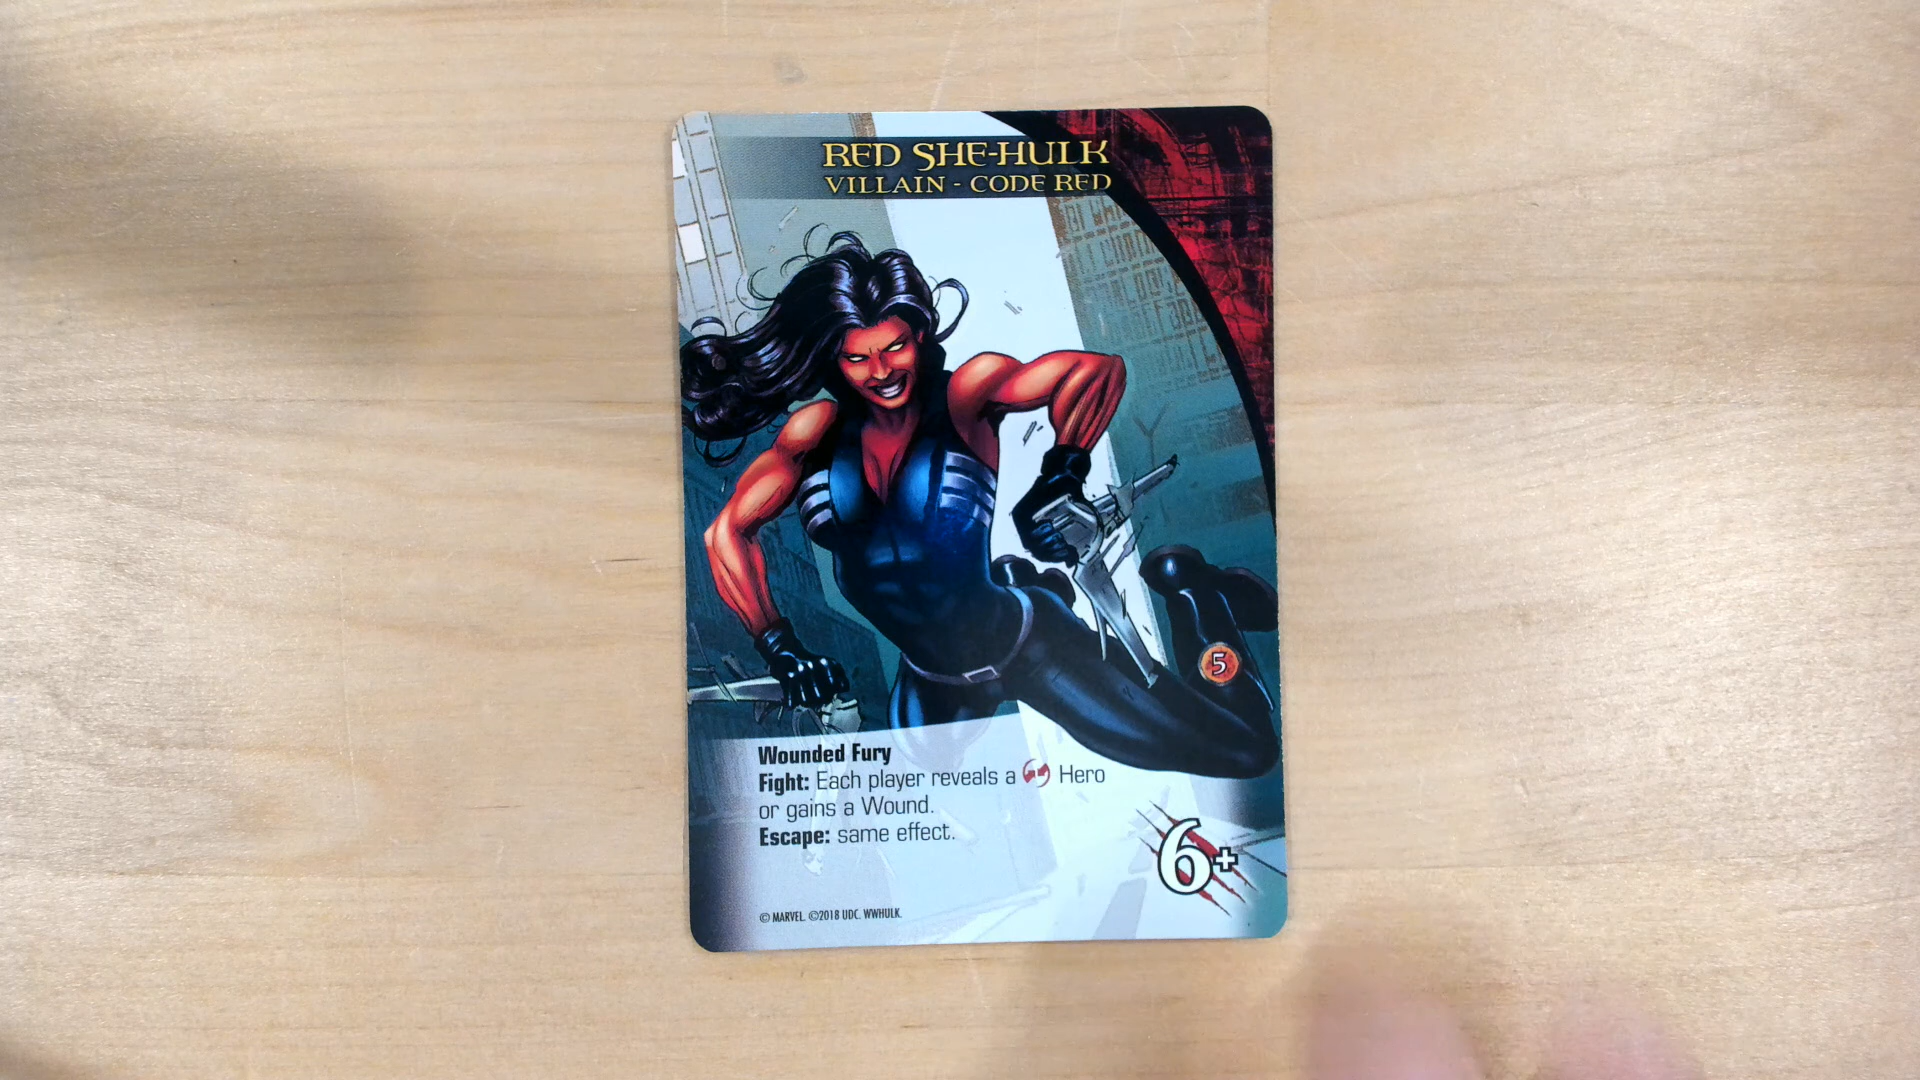 RED SHE-HULK
VILLAIN - CODE RED
5
Wounded Fury
Fight: Each player reveals a Hero
or gains a Wound.
Escape: same effect.
6+
© MARVEL. ©2018 UDC. WWHULK.